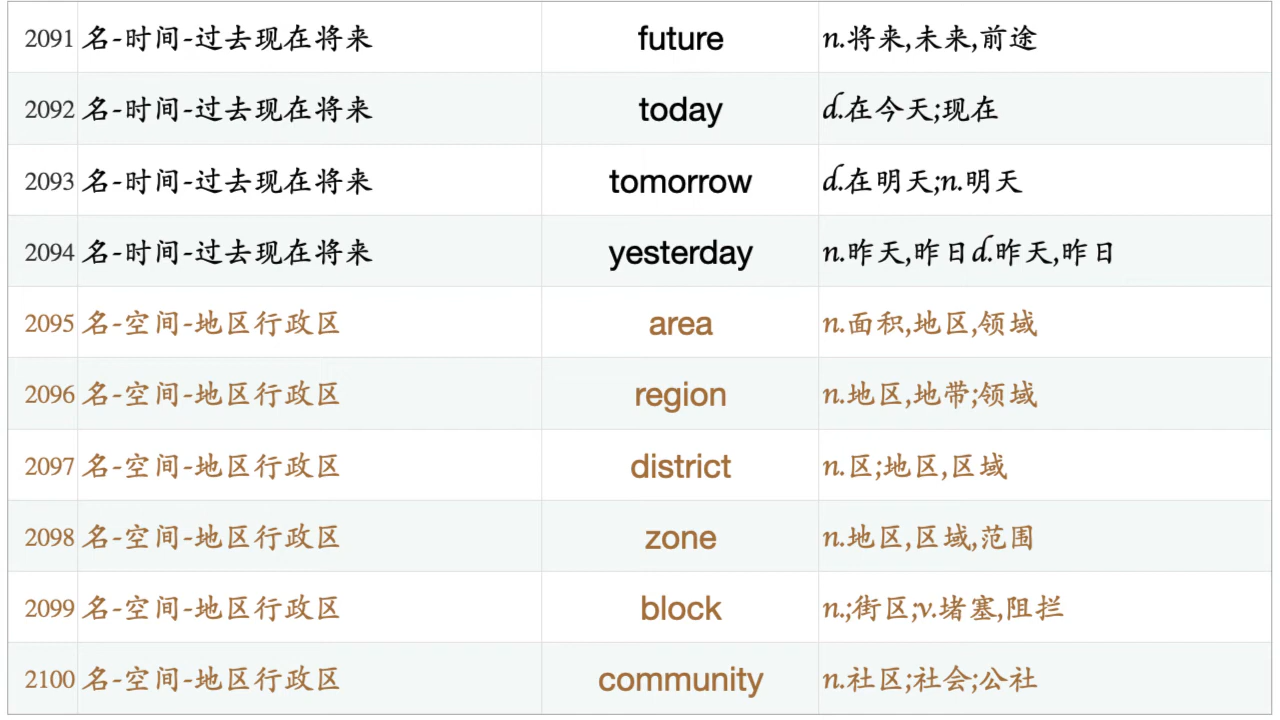 2091 名-时间-过去现在将来 future n.将来,未来,前途
2092 名-时间-过去现在将来 today d.在今天;现在
2093 名-时间-过去现在将来 tomorrow d.在明天;n.明天
2094 名-时间-过去现在将来 yesterday n.昨天,昨日d.昨天,昨日
2095 名-空间-地区行政区 area n.面积,地区,领域
2096 名-空间-地区行政区 region n.地区,地带;领域
2097 名-空间-地区行政区 district n.区;地区,区域
2098 名-空间-地区行政区 zone n.地区,区域,范围
2099 名-空间-地区行政区 block n.;街区;v.堵塞,阻拦
2100 名-空间-地区行政区 community n.社区;社会;公社